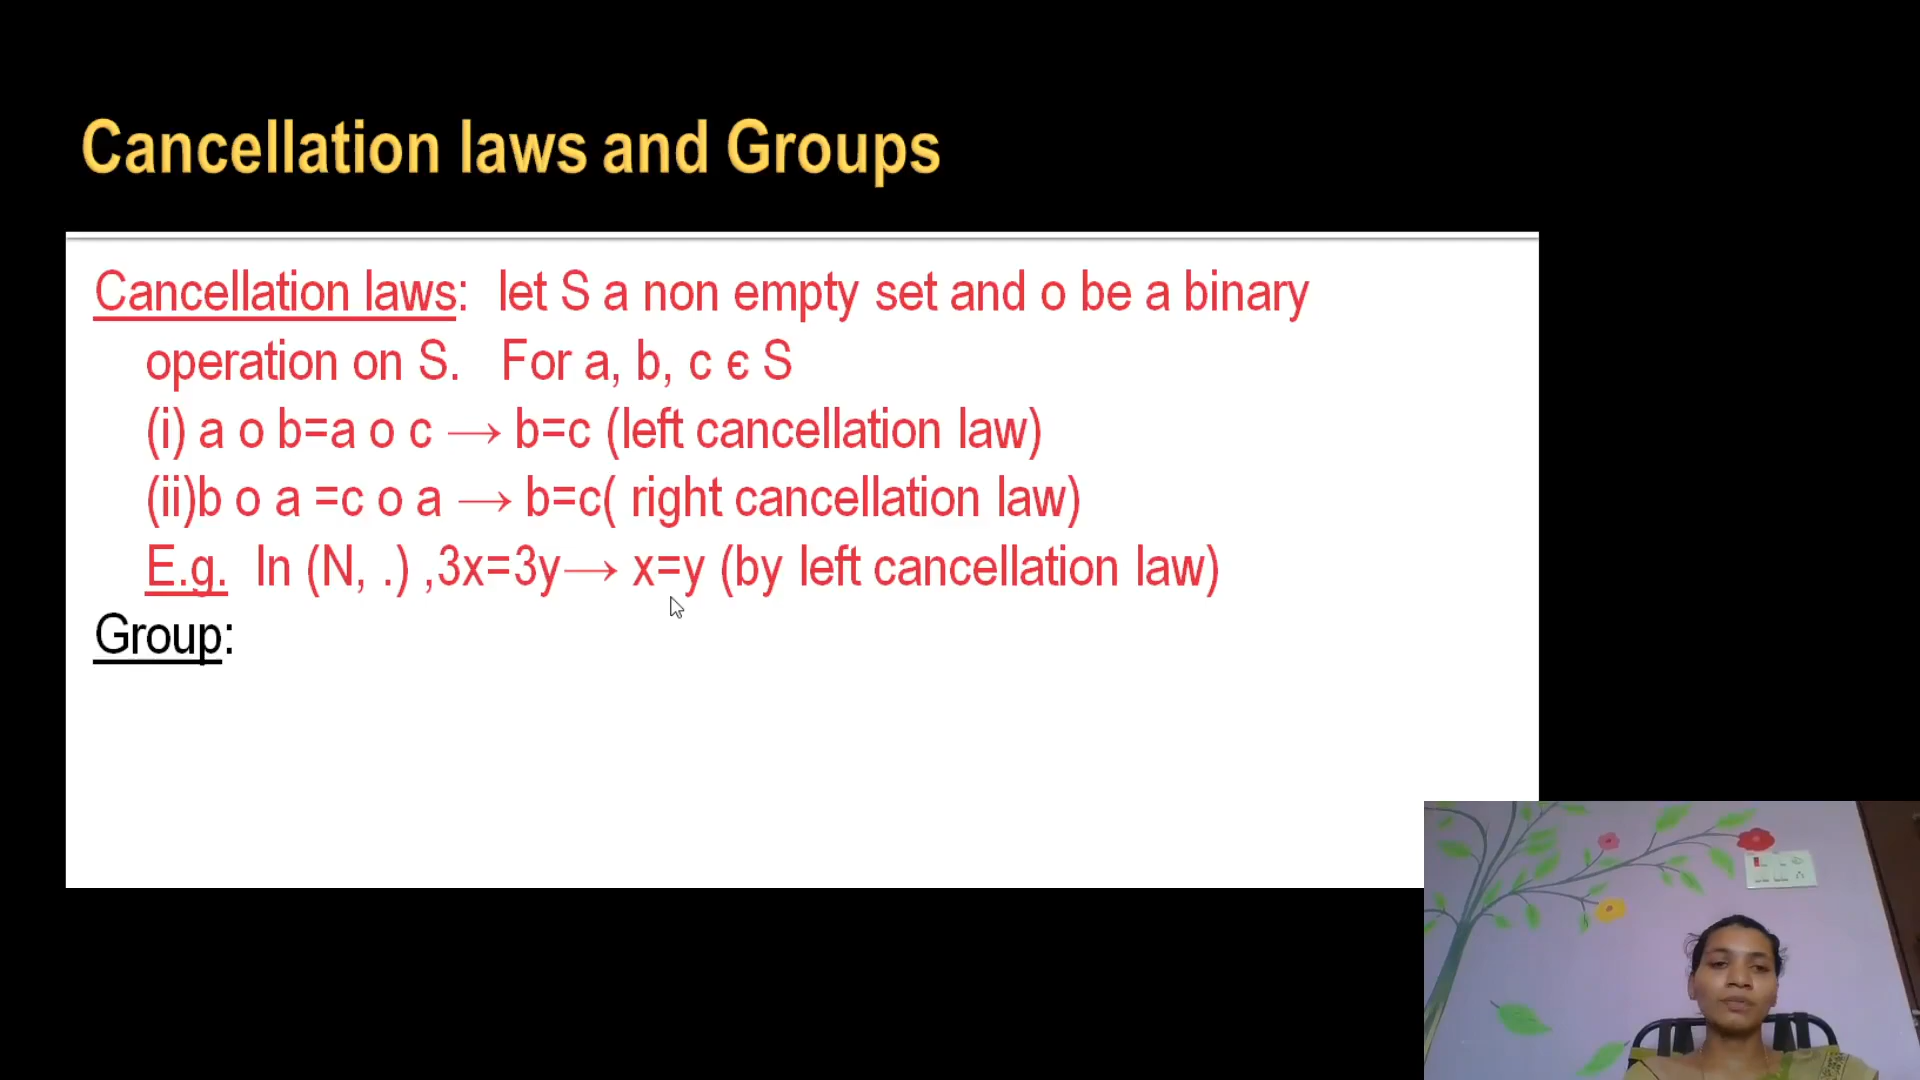 Cancellation laws and Groups
Cancellation laws: let S a non empty set and o be a binary
operation on S. For a, b, c є S
(i) a o b=a o c → b=c (left cancellation law)
(ii)b o a =c o a → b=c( right cancellation law)
E.g. In (N, .) ,3x=3y→ x=y (by left cancellation law)
Group: